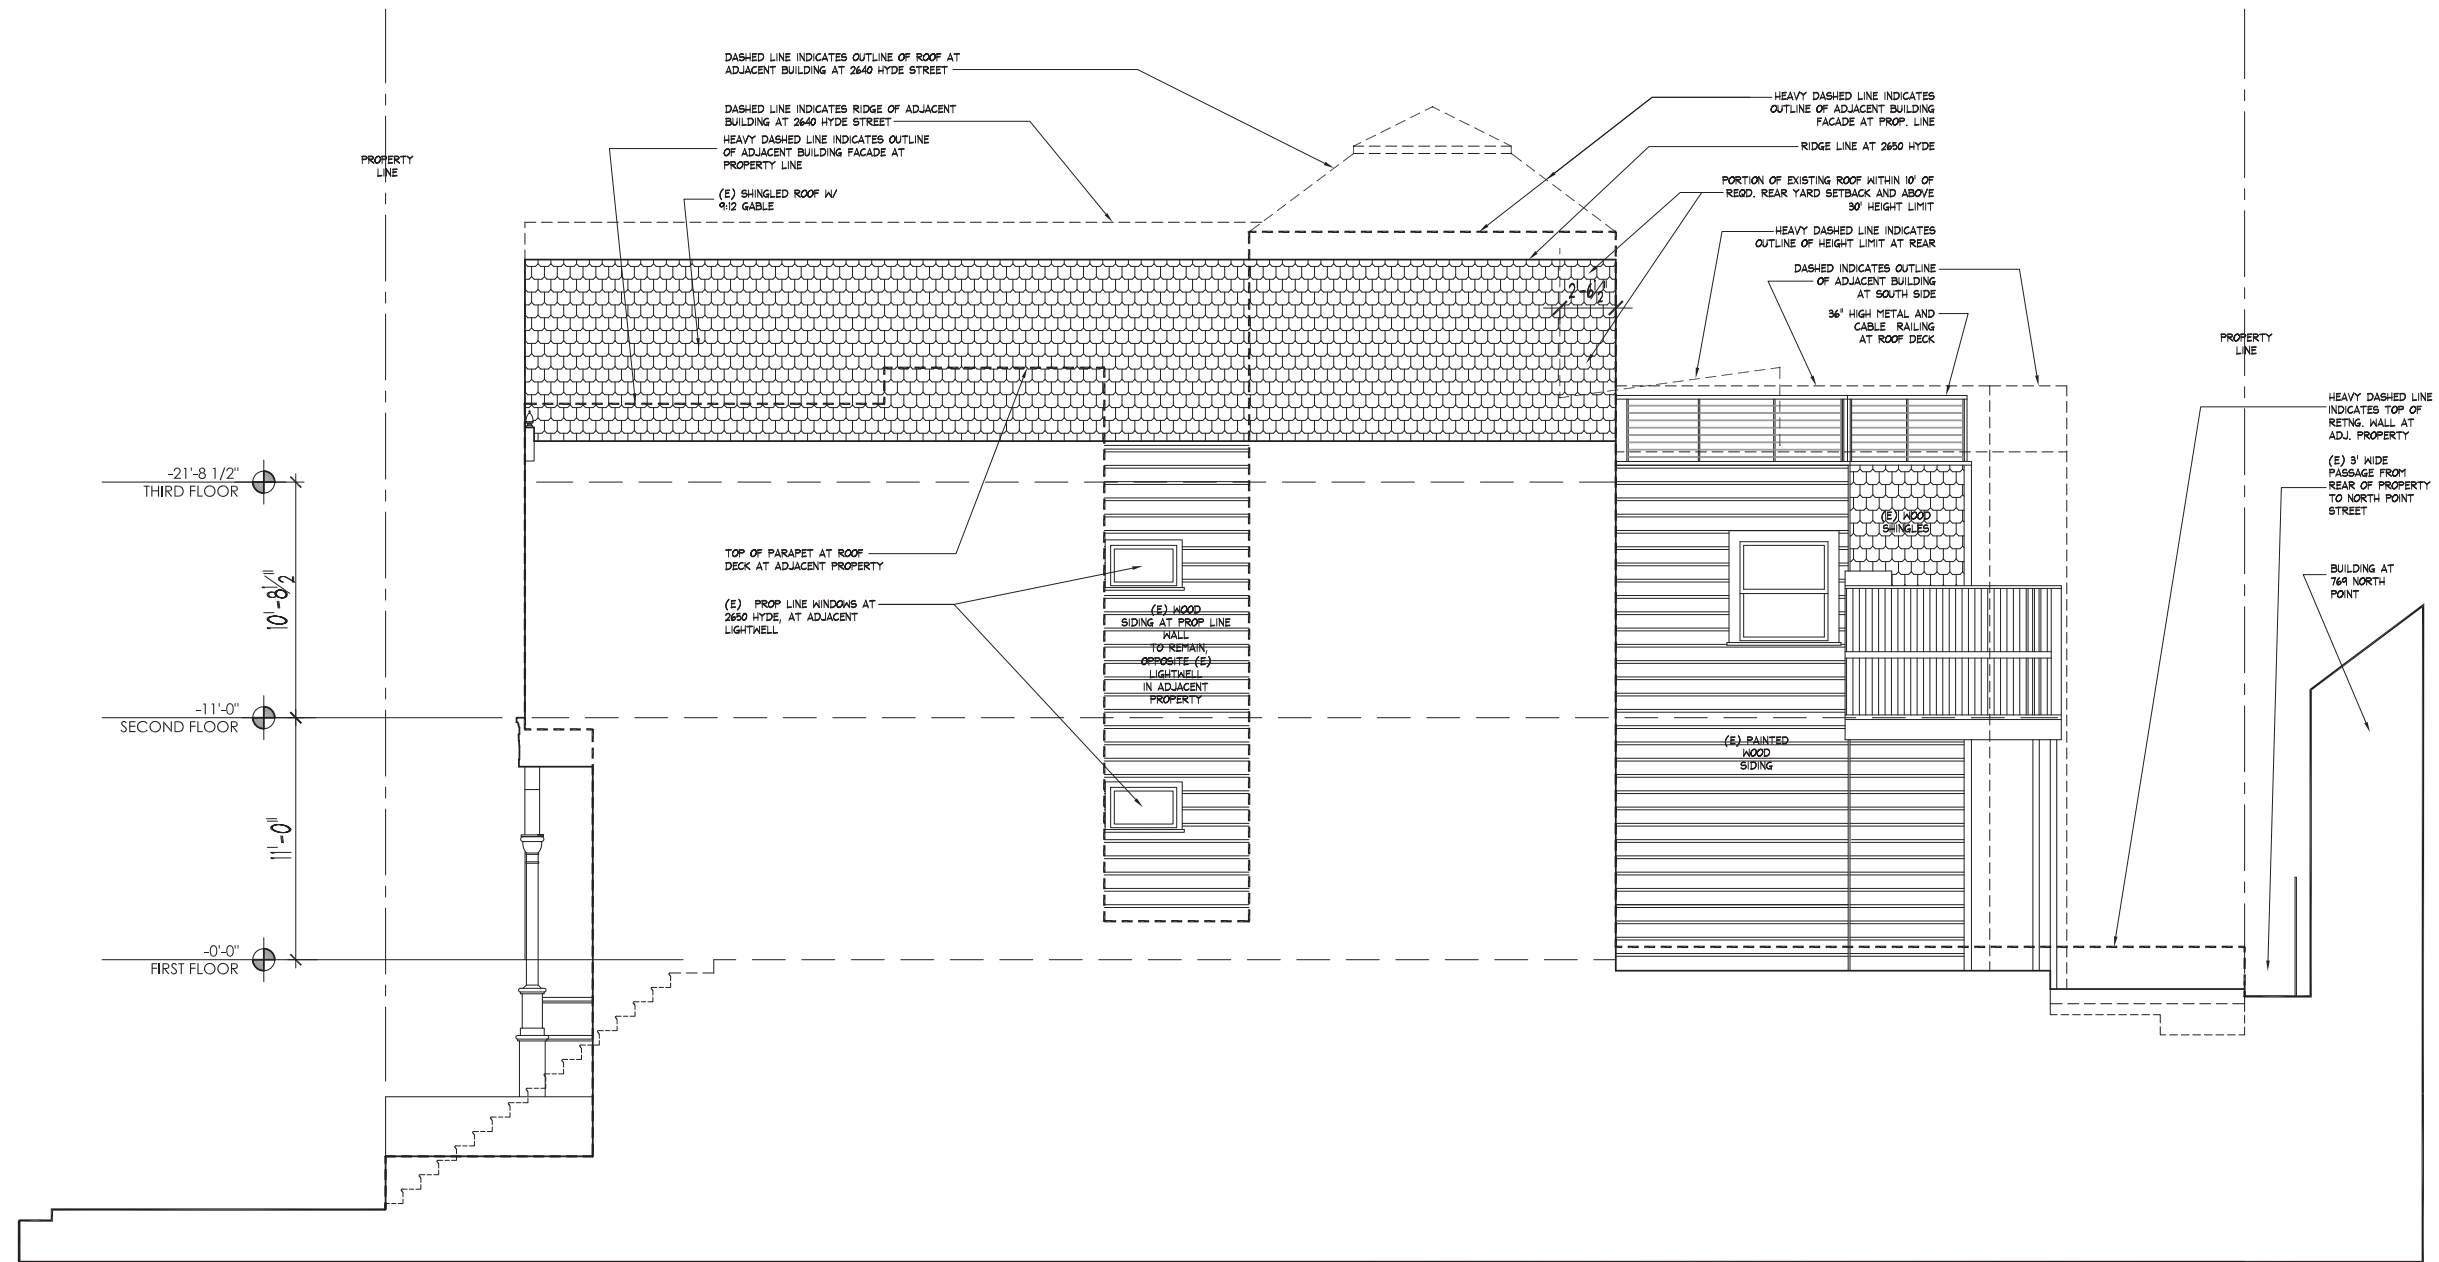 DASHED LINE INDICATES OUTLINE OF ROOF AT
ADJACENT BUILDING AT 2640 HYDE STREET
DASHED LINE INDICATES RIDGE OF ADJACENT
BUILDING AT 2640 HYDE STREET
HEAVY DASHED LINE INDICATES OUTLINE
OF ADJACENT BUILDING FACADE AT
PROPERTY LINE
(E) SHINGLED ROOF W/
9:12 GABLE
PROPERTY
LINE
HEAVY DASHED LINE INDICATES
OUTLINE OF ADJACENT BUILDING
FACADE AT PROP. LINE
RIDGE LINE AT 2650 HYDE
PORTION OF EXISTING ROOF WITHIN 10' OF
REQD. REAR YARD SETBACK AND ABOVE
30' HEIGHT LIMIT
HEAVY DASHED LINE INDICATES
OUTLINE OF HEIGHT LIMIT AT REAR
DASHED INDICATES OUTLINE
OF ADJACENT BUILDING
AT SOUTH SIDE
36" HIGH METAL AND
CABLE RAILING
AT ROOF DECK
2'-6 1/2"
PROPERTY
LINE
HEAVY DASHED LINE
INDICATES TOP OF
RETNG. WALL AT
ADJ. PROPERTY
(E) 3' WIDE
PASSAGE FROM
REAR OF PROPERTY
TO NORTH POINT
STREET
BUILDING AT
769 NORTH
POINT
-21'-8 1/2"
THIRD FLOOR
10'-8 1/2"
-11'-0"
SECOND FLOOR
11'-0"
-0'-0"
FIRST FLOOR
TOP OF PARAPET AT ROOF
DECK AT ADJACENT PROPERTY
(E) PROP LINE WINDOWS AT
2650 HYDE, AT ADJACENT
LIGHTWELL
(E) WOOD
SIDING AT PROP LINE
WALL
TO REMAIN,
OPPOSITE (E)
LIGHTWELL
IN ADJACENT
PROPERTY
(E) WOOD
SHINGLES
(E) PAINTED
WOOD
SIDING